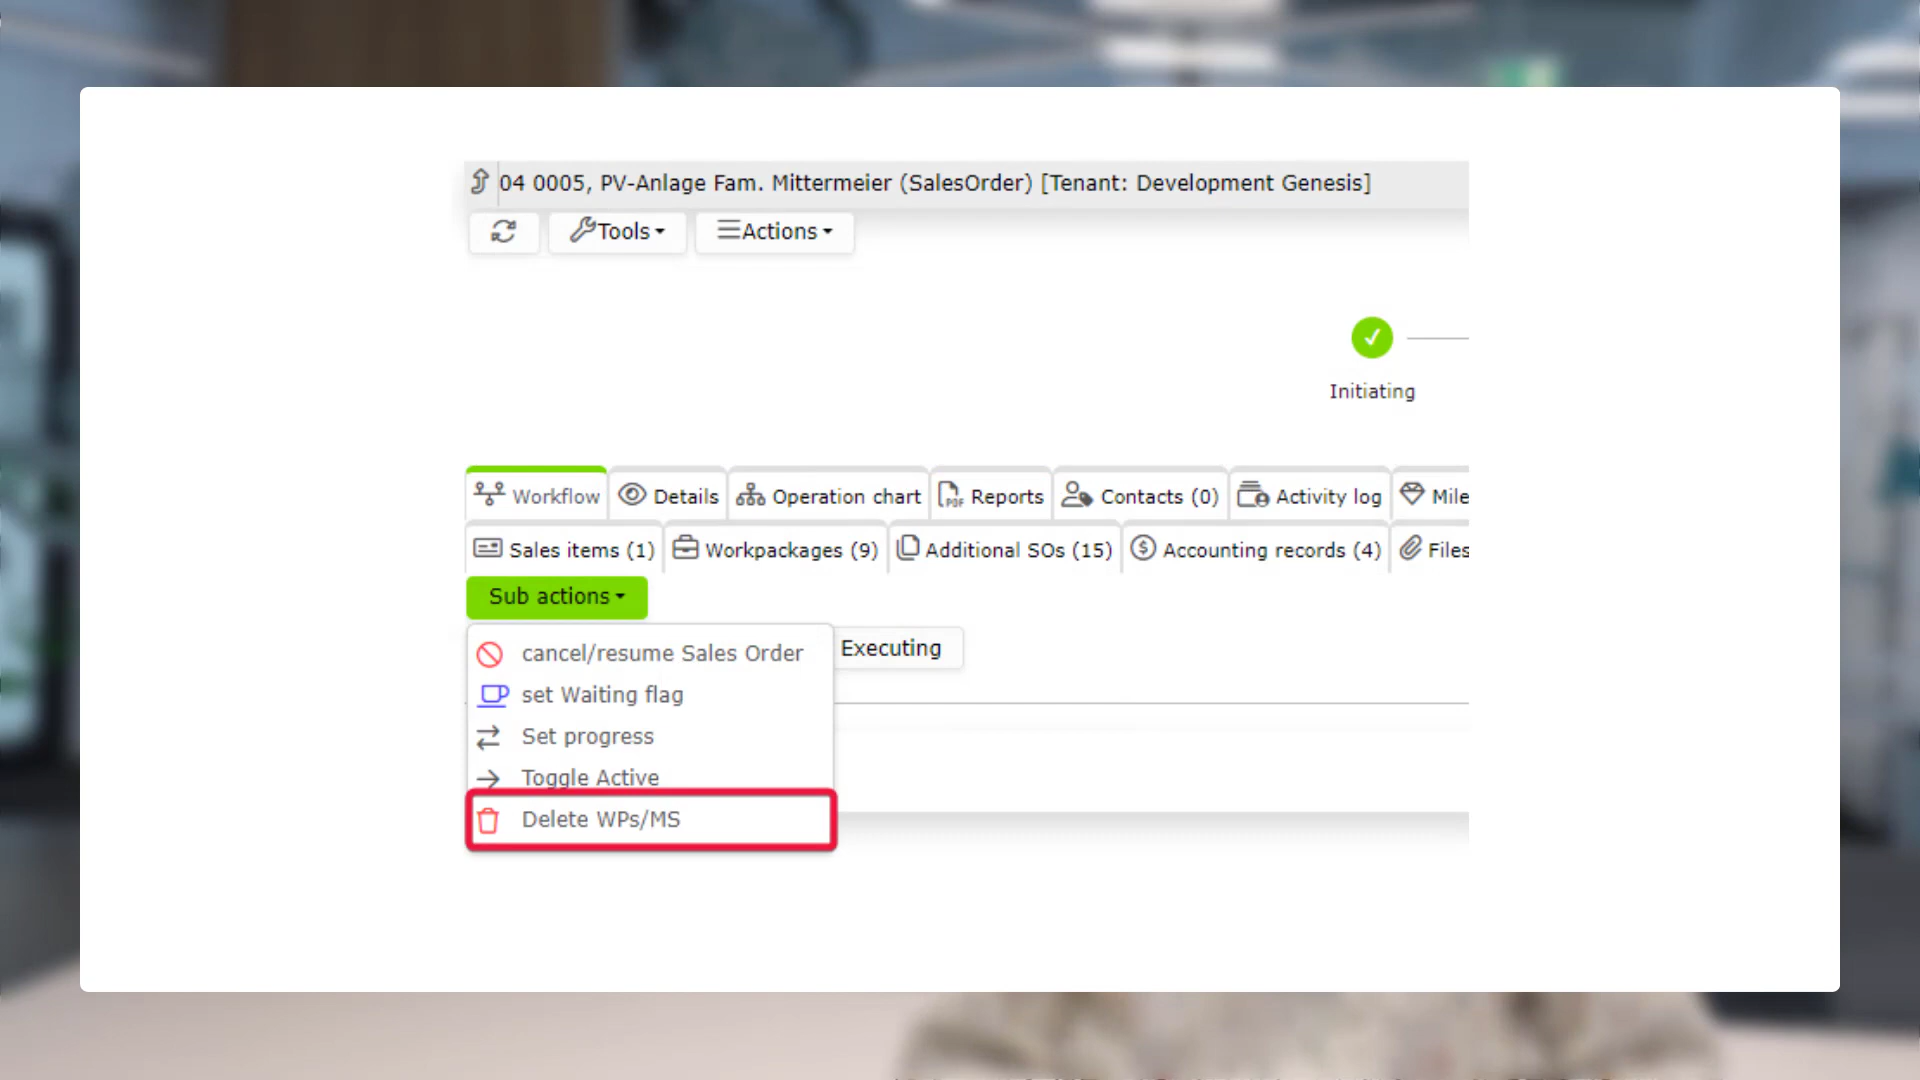 04 0005, PV-Anlage Fam. Mittermeier (SalesOrder) [Tenant: Development Genesis]
Tools Actions
Initiating
Workflow Details Operation chart Reports Contacts (0) Activity log Mile
Sales items (1) Workpackages (9) Additional SOs (15) Accounting records (4) Files
Sub actions
cancel/resume Sales Order Executing
set Waiting flag
Set progress
Toggle Active
Delete WPs/MS